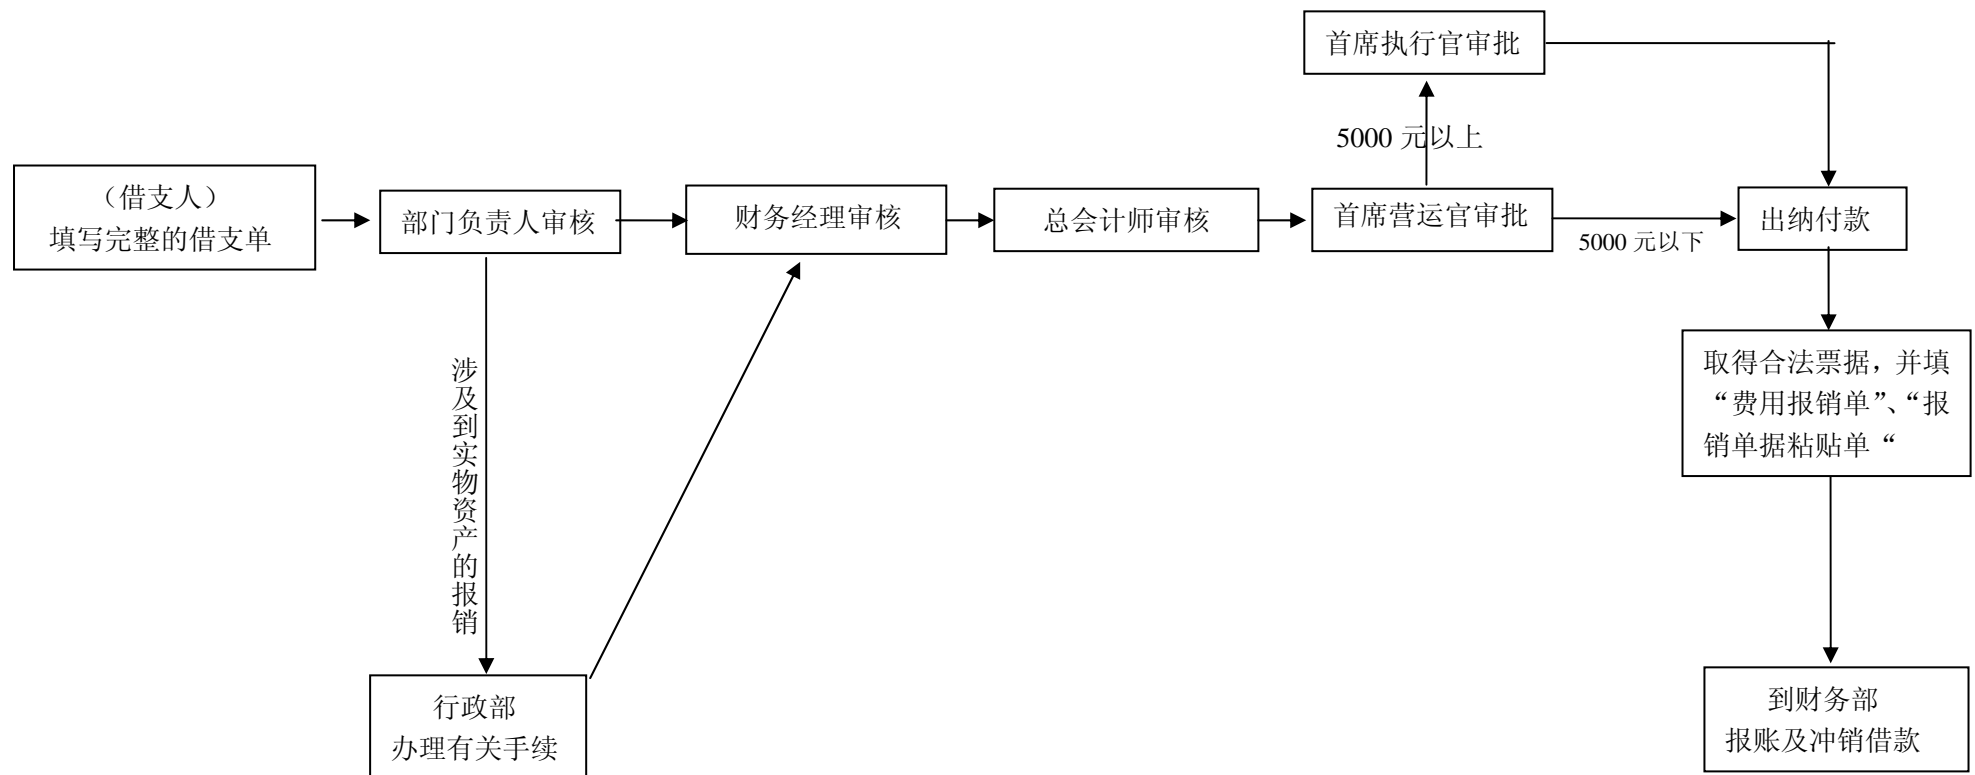 首席执行官审批
5000 元以上
（借支人）
填写完整的借支单
部门负责人审核
财务经理审核
总会计师审核
首席营运官审批
5000 元以下
出纳付款
涉及到实物资产的报销
取得合法票据，并填
“费用报销单”、“报
销单据粘贴单“
行政部
办理有关手续
到财务部
报账及冲销借款